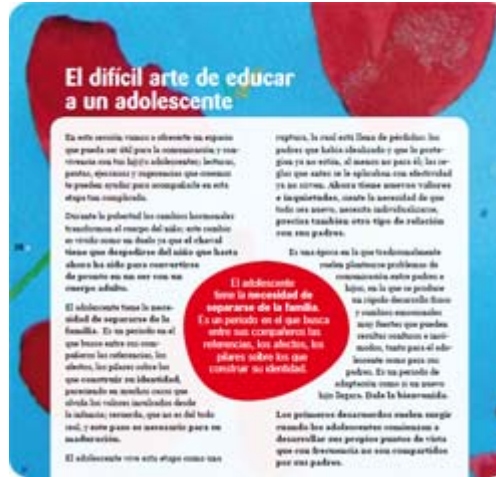 El difícil arte de educar
a un adolescente
En esta sección vamos a ofrecerte un espacio
que pueda ser útil para la comunicación y con-
vivencia con tus hijo/s adolescentes; lecturas,
pautas, ejercicios y sugerencias que creemos
te pueden ayudar para acompañarle en esta
etapa tan complicada.
Durante la pubertad los cambios hormonales
transforman el cuerpo del niño; este cambio
es vivido como un duelo ya que el chaval
tiene que despedirse del niño que hasta
ahora ha sido para convertirse
de pronto en un ser con un
cuerpo adulto.
El adolescente tiene la nece-
sidad de separarse de la
familia. Es un periodo en el
que busca entre sus com-
pañeros las referencias, los
afectos, los pilares sobre los
que construir su identidad,
pareciendo en muchos casos que
olvida los valores inculcados desde
la infancia; recuerda, que no es del todo
real, y este paso es necesario para su
maduración.
El adolescente vive esta etapa como una
ruptura, la cual está llena de pérdidas: los
padres que había idealizado y que le prote-
gían ya no están, al menos no para él; las re-
glas que antes se le aplicaban con efectividad
ya no sirven. Ahora tiene nuevos valores
e inquietudes, siente la necesidad de que
todo sea nuevo, necesita individualizarse,
precisa también otro tipo de relación
con sus padres.
Es una época en la que tradicionalmente
suelen plantearse problemas de
comunicación entre padres e
hijos, en la que se produce
un rápido desarrollo físico
y cambios emocionales
muy fuertes que pueden
resultar confusos e incó-
modos, tanto para el ado-
lescente como para sus
padres. Es un periodo de
adaptación como si un nuevo
hijo llegara. Dale la bienvenida.
Los primeros desacuerdos suelen surgir
cuando los adolescentes comienzan a
desarrollar sus propios puntos de vista
que con frecuencia no son compartidos
por sus padres.
El adolescente
tiene la necesidad de
separarse de la familia.
Es un periodo en el que busca
entre sus compañeros las
referencias, los afectos, los
pilares sobre los que
construir su identidad.